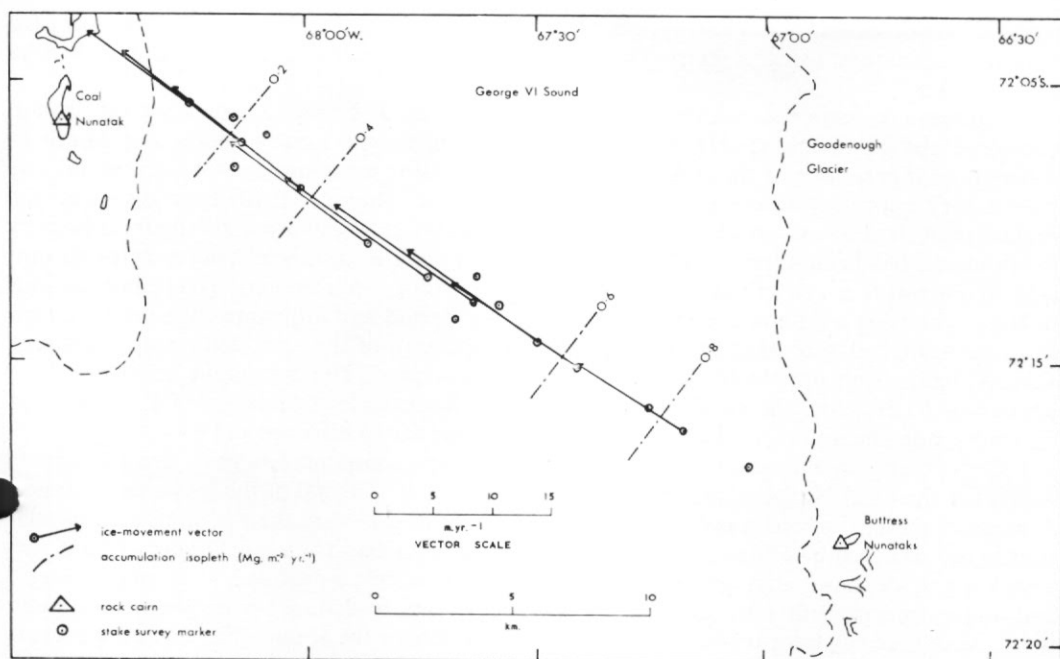 68°00'W.
67°30'
67°00'
66°30'
72°05'S.
George VI Sound
Coal
Nunatak
Goodenough
Glacier
0·2
0·4
0·6
0·8
72°15'
0 5 10 15
m.yr.⁻¹
VECTOR SCALE
0 5 10
km.
Buttress
Nunataks
ice-movement vector
accumulation isopleth (Mg. m⁻² yr.⁻¹)
rock cairn
stake survey marker
72°20'